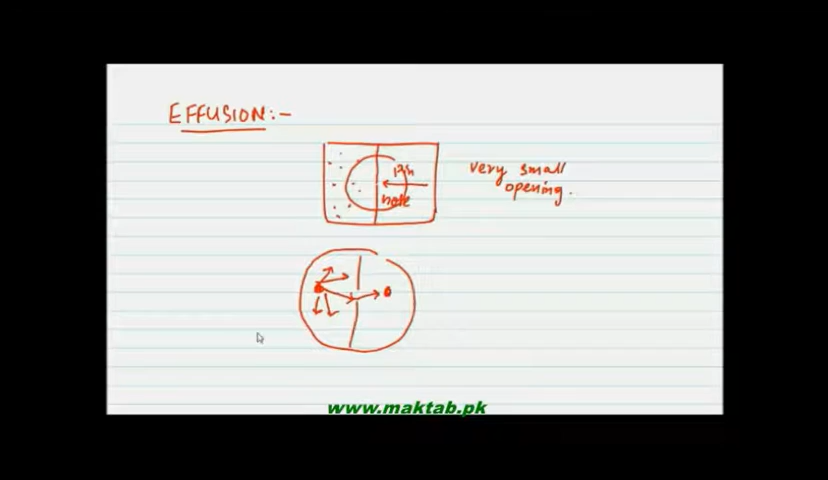 EFFUSION:-
Pin
hole
very small
opening.
www.maktab.pk